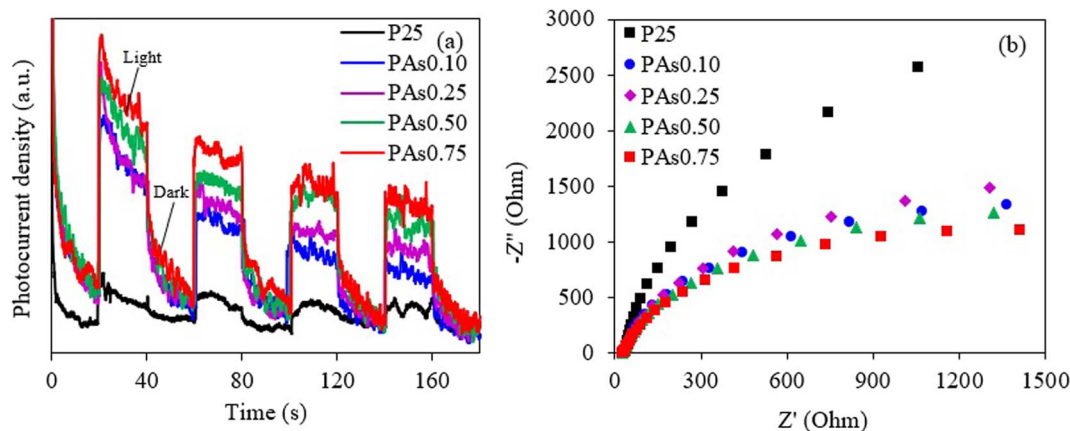 (a)
P25
PAs0.10
PAs0.25
PAs0.50
PAs0.75
Light
Dark
Photocurrent density (a.u.)
0 40 80 120 160
Time (s)
(b)
P25
PAs0.10
PAs0.25
PAs0.50
PAs0.75
-Z" (Ohm)
3000
2500
2000
1500
1000
500
0
0 300 600 900 1200 1500
Z' (Ohm)